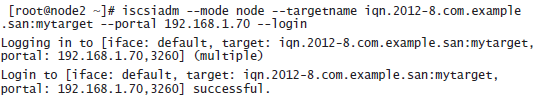 [root@node2 ~]# iscsiadm --mode node --targetname iqn.2012-8.com.example
.san:mytarget --portal 192.168.1.70 --login
Logging in to [iface: default, target: iqn.2012-8.com.example.san:mytarget,
portal: 192.168.1.70,3260] (multiple)
Login to [iface: default, target: iqn.2012-8.com.example.san:mytarget,
portal: 192.168.1.70,3260] successful.